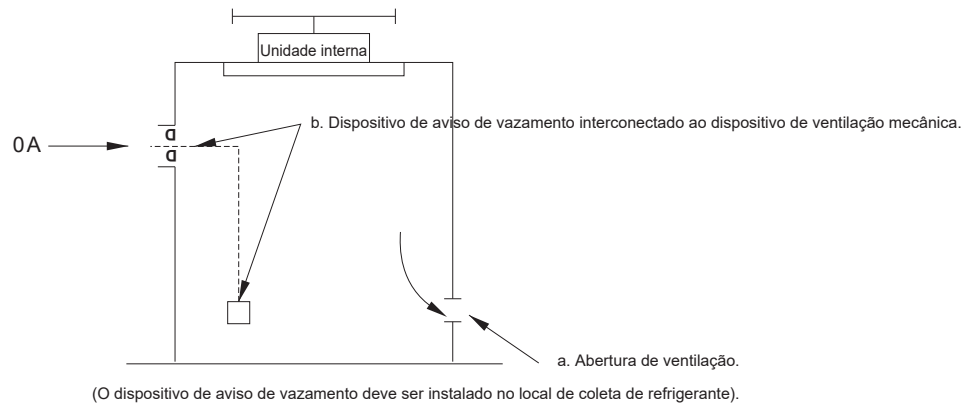 Unidade interna
b. Dispositivo de aviso de vazamento interconectado ao dispositivo de ventilação mecânica.
0A
a. Abertura de ventilação.
(O dispositivo de aviso de vazamento deve ser instalado no local de coleta de refrigerante).